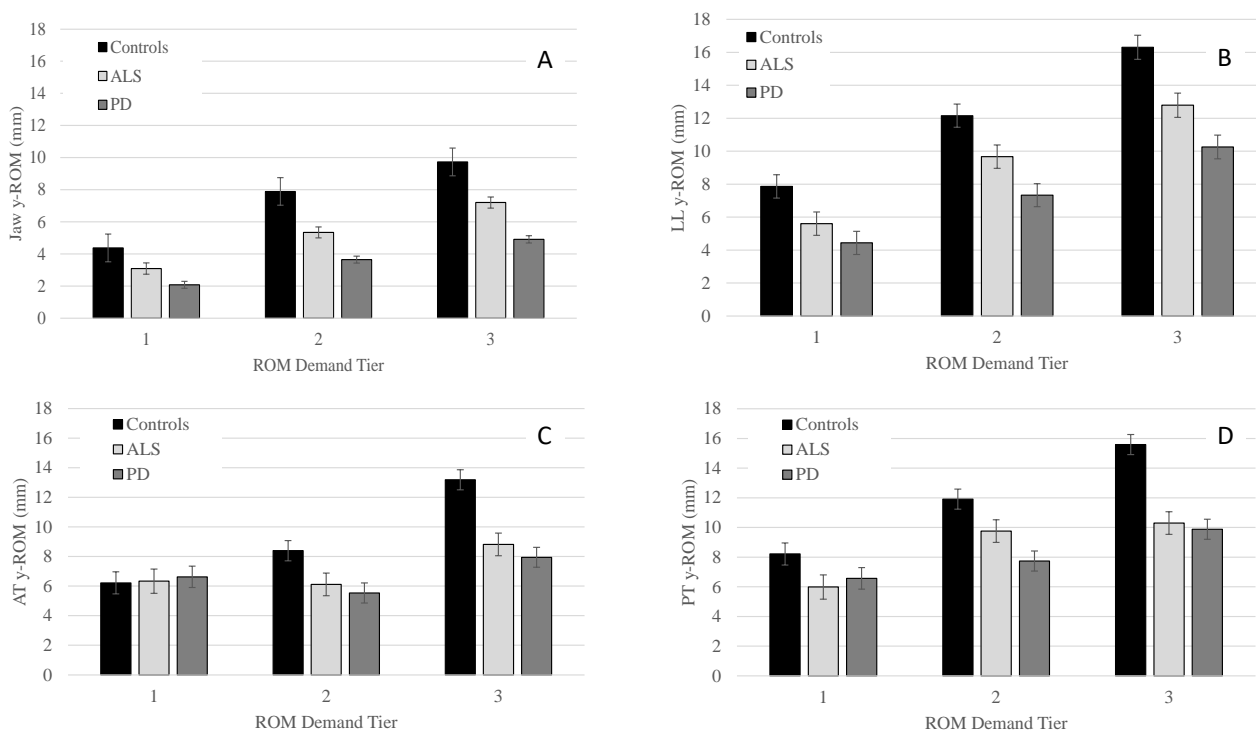 18
16
14
12
10
8
6
4
2
0
Jaw y-ROM (mm)
Controls
ALS
PD
A
1 2 3
ROM Demand Tier
18
16
14
12
10
8
6
4
2
0
LL y-ROM (mm)
Controls
ALS
PD
B
1 2 3
ROM Demand Tier
18
16
14
12
10
8
6
4
2
0
AT y-ROM (mm)
Controls
ALS
PD
C
1 2 3
ROM Demand Tier
18
16
14
12
10
8
6
4
2
0
PT y-ROM (mm)
Controls
ALS
PD
D
1 2 3
ROM Demand Tier